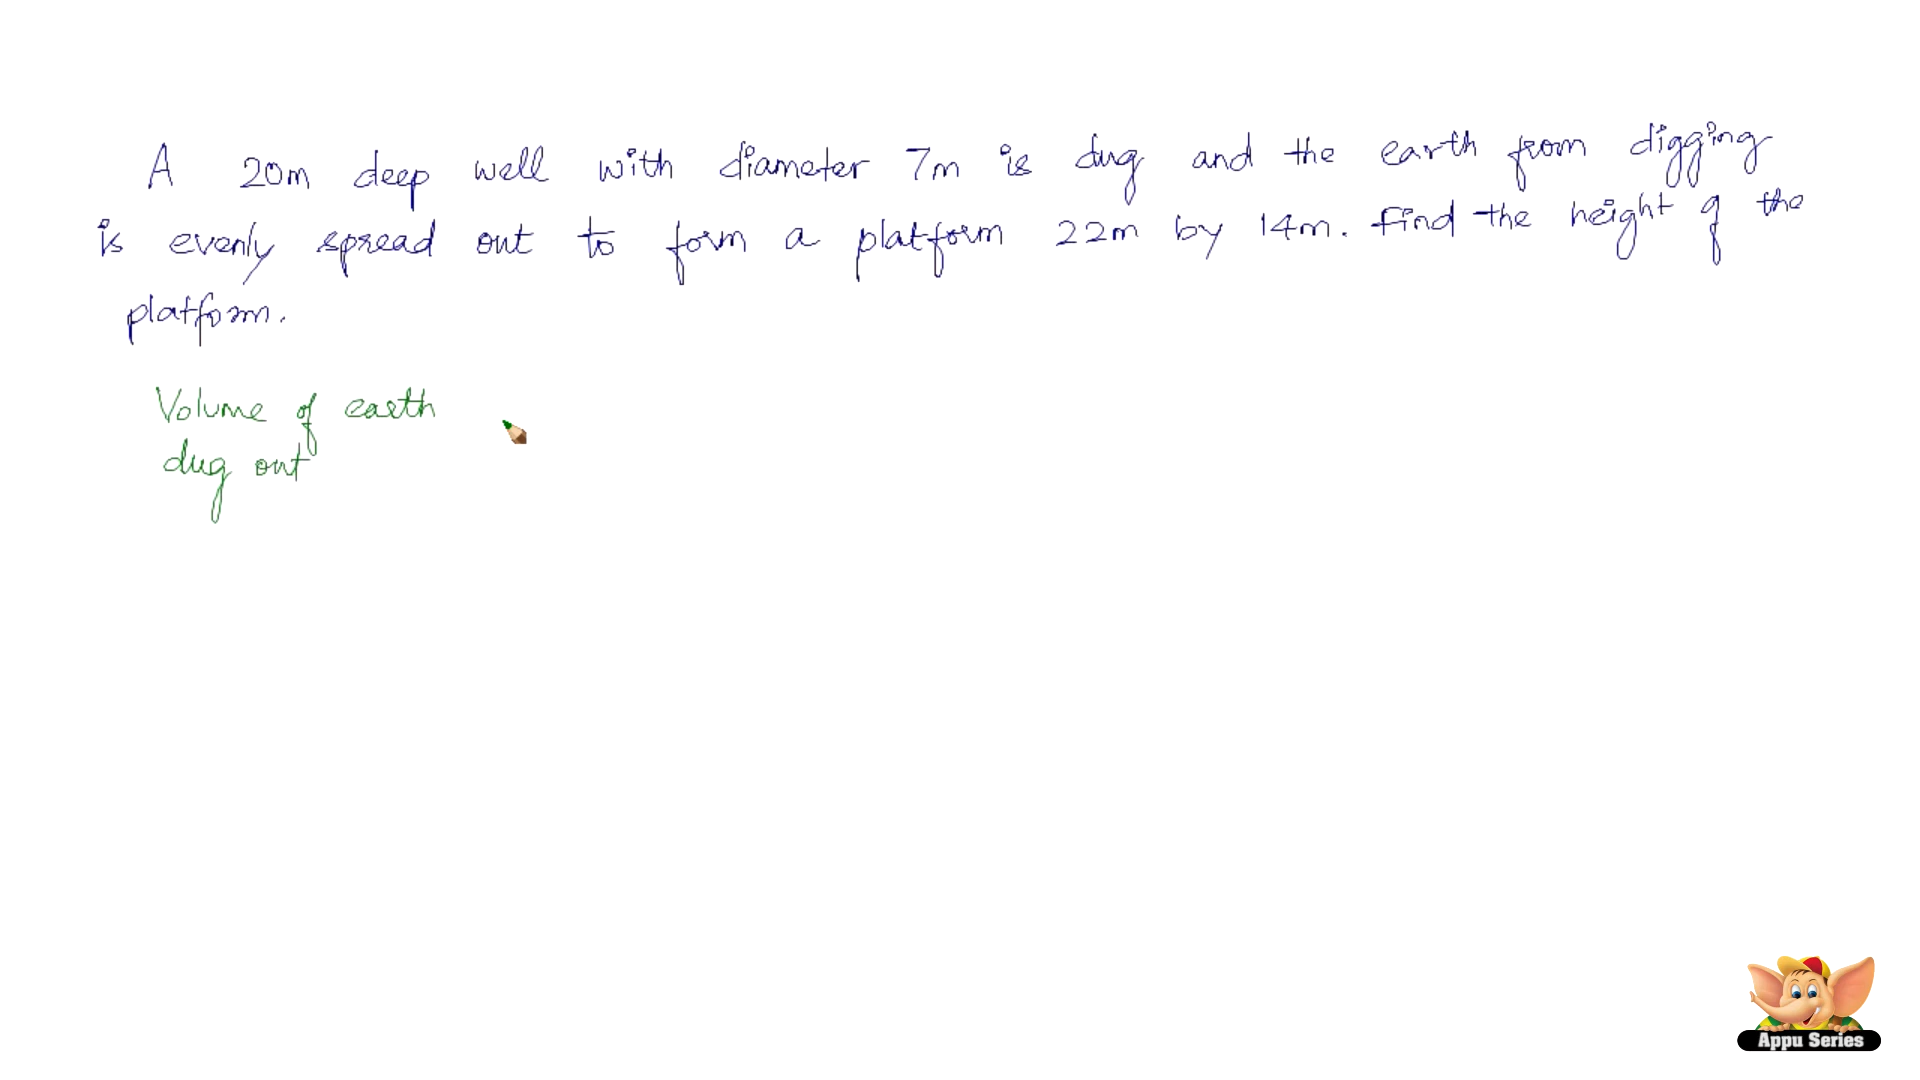 A 20m deep well with diameter 7m is dug and the earth from digging
is evenly spread out to form a platform 22m by 14m. Find the height of the
platform.
Volume of earth
dug out
Appu Series